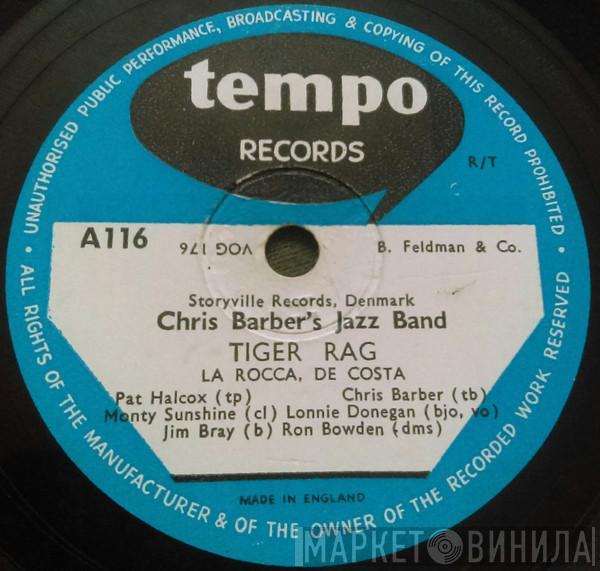 UNAUTHORISED PUBLIC PERFORMANCE, BROADCASTING & COPYING OF THIS RECORD PROHIBITED •
ALL RIGHTS OF THE MANUFACTURER & OF THE OWNER OF THE RECORDED WORK RESERVED •
tempo
RECORDS
R/T
A116
VOG 176
B. Feldman & Co.
Storyville Records, Denmark
Chris Barber's Jazz Band
TIGER RAG
LA ROCCA, DE COSTA
Pat Halcox (tp) Chris Barber (tb)
Monty Sunshine (cl) Lonnie Donegan (bjo, vo)
Jim Bray (b) Ron Bowden (dms)
MADE IN ENGLAND
МАРКЕТ ВИНИЛА